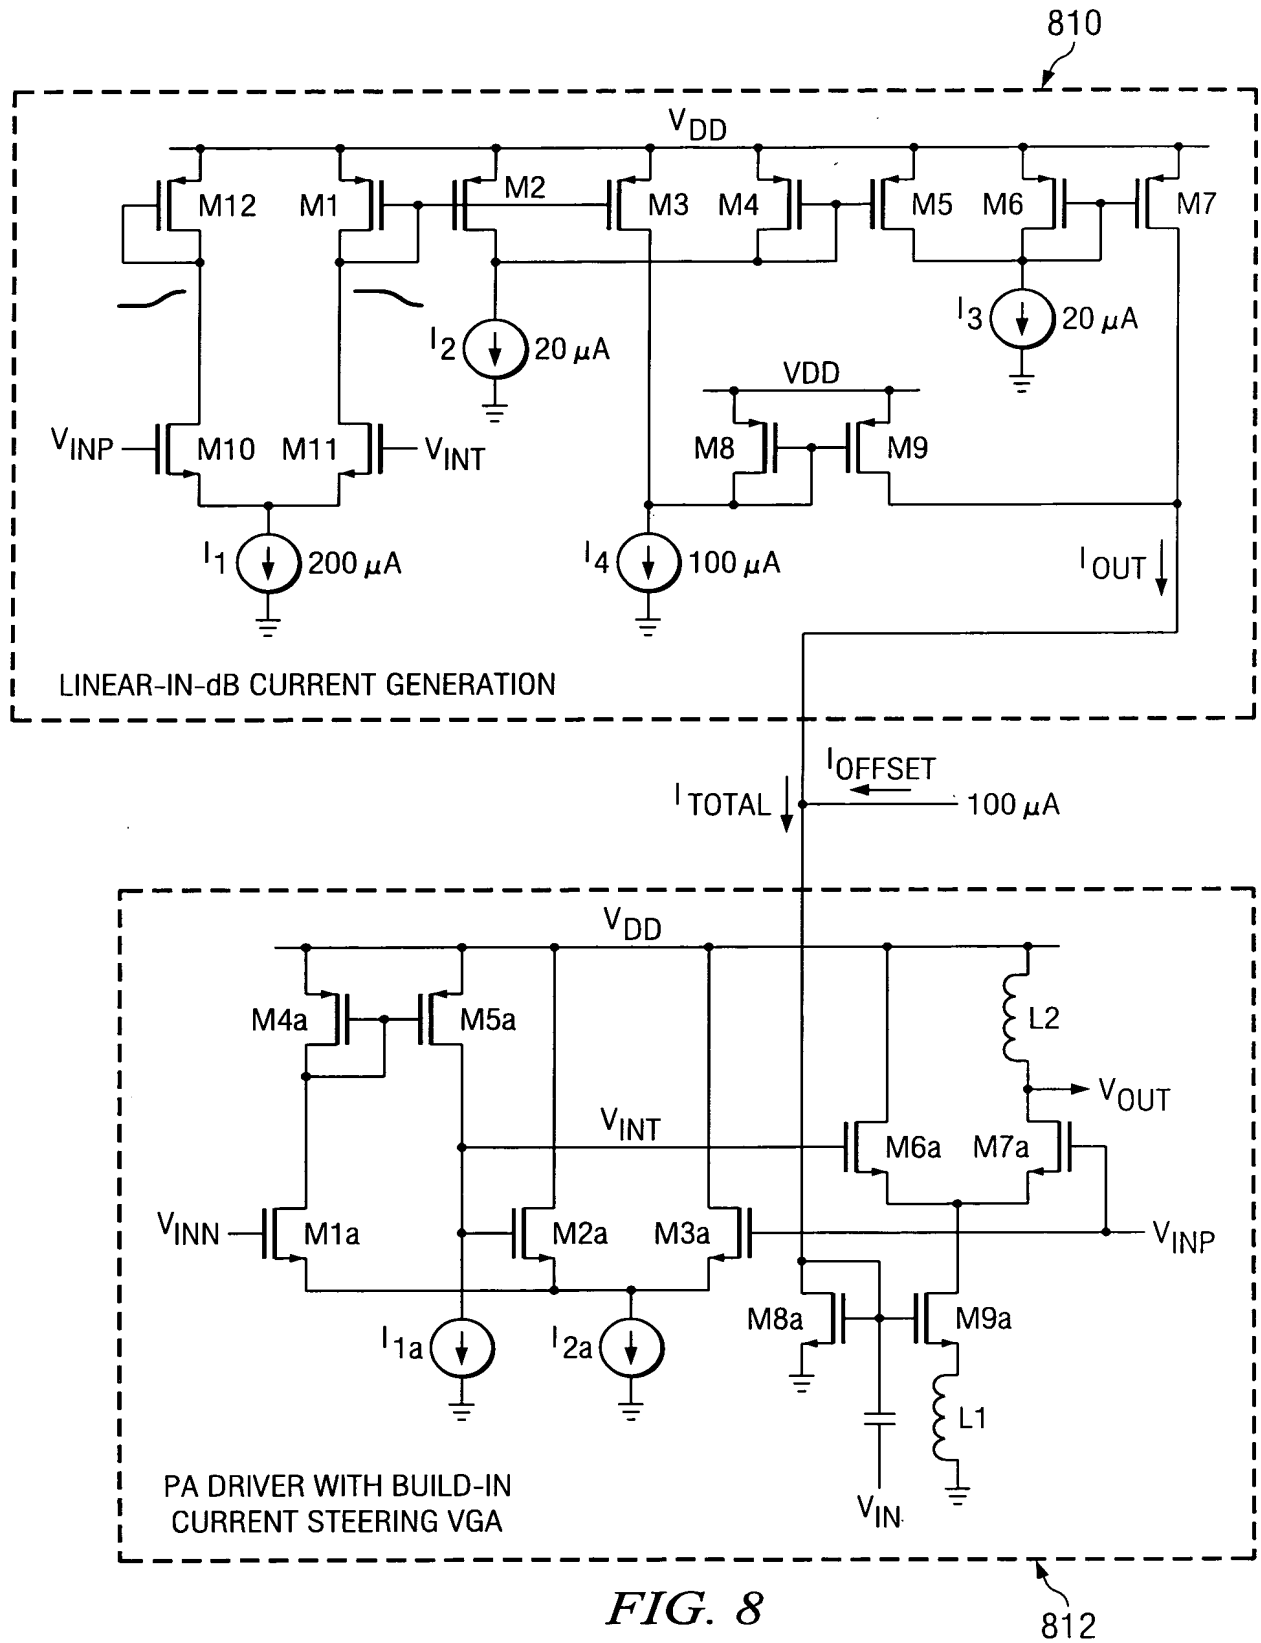 810
VDD
M12
M1
M2
M3
M4
M5
M6
M7
I2
20 μA
I3
20 μA
VDD
M8
M9
VINP
M10
M11
VINT
I1
200 μA
I4
100 μA
IOUT
LINEAR-IN-dB CURRENT GENERATION
IOFFSET
ITOTAL
100 μA
VDD
M4a
M5a
L2
VOUT
VINT
M6a
M7a
VINN
M1a
M2a
M3a
VINP
I1a
I2a
M8a
M9a
L1
PA DRIVER WITH BUILD-IN
CURRENT STEERING VGA
VIN
FIG. 8
812